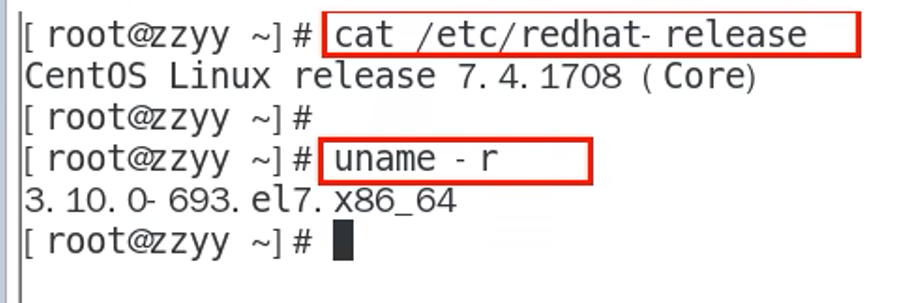 [root@zzyy ~]# cat /etc/redhat-release
CentOS Linux release 7.4.1708 (Core)
[root@zzyy ~]#
[root@zzyy ~]# uname -r
3.10.0-693.el7.x86_64
[root@zzyy ~]#